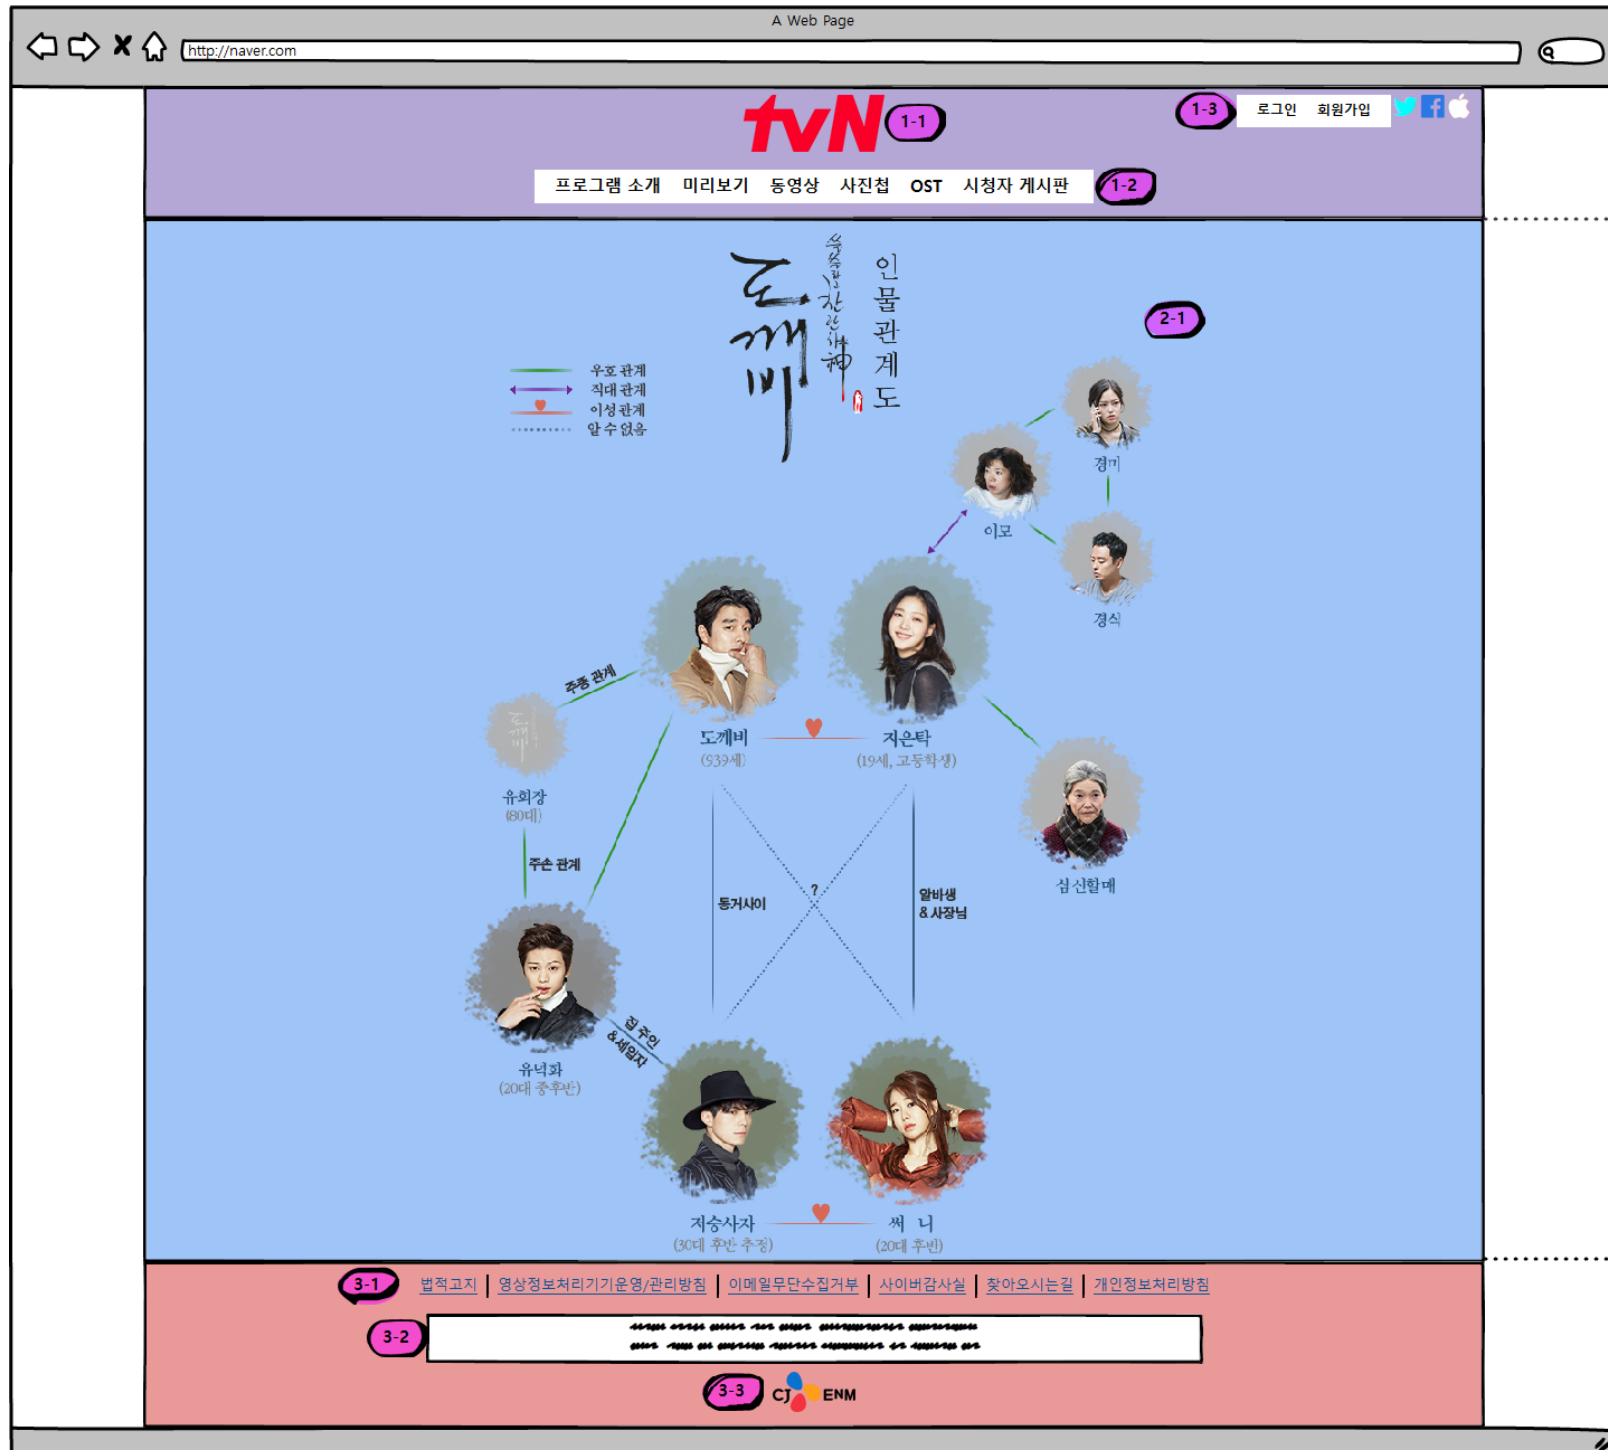 A Web Page
http://naver.com
tvN
1-1
1-3
로그인 회원가입
프로그램 소개 미리보기 동영상 사진첩 OST 시청자 게시판
1-2
도깨비
쓸쓸하고 찬란하神
인물관계도
2-1
우호 관계
적대 관계
이성 관계
알 수 없음
경미
이모
경식
주종 관계
도깨비
(939세)
지은탁
(19세, 고등학생)
유회장
(80대)
주손 관계
동거사이
?
알바생
& 사장님
삼신할매
유덕화
(20대 중후반)
집 주인
&세입자
저승사자
(30대 후반 추정)
써니
(20대 후반)
3-1
법적고지 영상정보처리기기운영/관리방침 이메일무단수집거부 사이버감사실 찾아오시는길 개인정보처리방침
3-2
3-3
CJ ENM